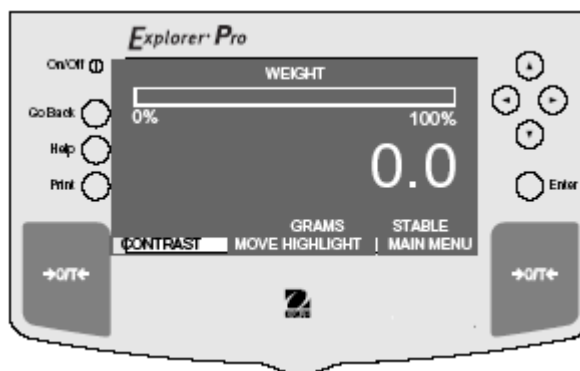 Explorer® Pro
On/Off
WEIGHT
Go Back
0% 100%
Help
0.0
Print
Enter
GRAMS STABLE
CONTRAST MOVE HIGHLIGHT | MAIN MENU
→0/T← →0/T←
OHAUS